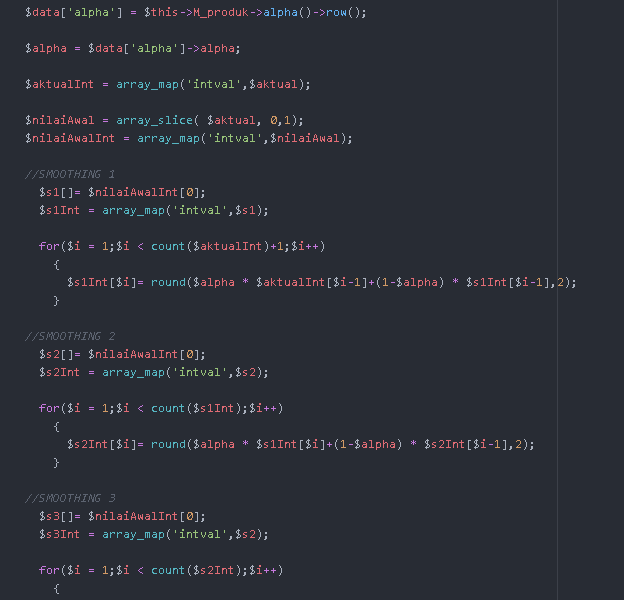 $data['alpha'] = $this->M_produk->alpha()->row();
$alpha = $data['alpha']->alpha;
$aktualInt = array_map('intval',$aktual);
$nilaiAwal = array_slice( $aktual, 0,1);
$nilaiAwalInt = array_map('intval',$nilaiAwal);
//SMOOTHING 1
$s1[]= $nilaiAwalInt[0];
$s1Int = array_map('intval',$s1);
for($i = 1;$i < count($aktualInt)+1;$i++)
{
$s1Int[$i]= round($alpha * $aktualInt[$i-1]+(1-$alpha) * $s1Int[$i-1],2);
}
//SMOOTHING 2
$s2[]= $nilaiAwalInt[0];
$s2Int = array_map('intval',$s2);
for($i = 1;$i < count($s1Int);$i++)
{
$s2Int[$i]= round($alpha * $s1Int[$i]+(1-$alpha) * $s2Int[$i-1],2);
}
//SMOOTHING 3
$s3[]= $nilaiAwalInt[0];
$s3Int = array_map('intval',$s2);
for($i = 1;$i < count($s2Int);$i++)
{